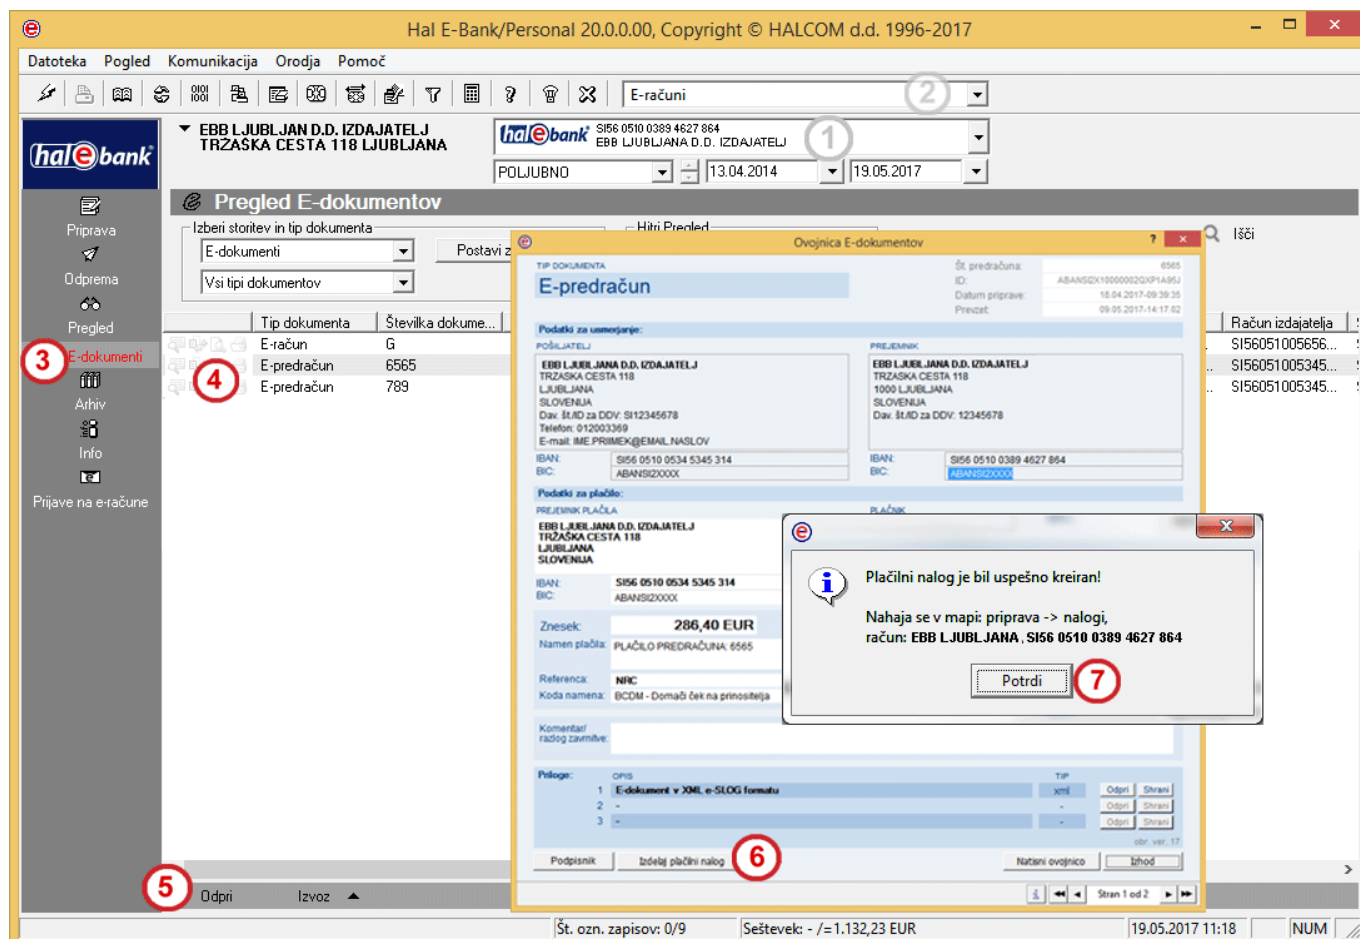 Hal E-Bank/Personal 20.0.0.00, Copyright © HALCOM d.d. 1996-2017
Datoteka Pogled Komunikacija Orodja Pomoč
E-računi
2
hal e bank
EBB LJUBLJAN D.D. IZDAJATELJ
TRŽAŠKA CESTA 118 LJUBLJANA
hal e bank SI56 0510 0389 4627 864
EBB LJUBLJANA D.D. IZDAJATELJ
1
POLJUBNO 13.04.2014 19.05.2017
Pregled E-dokumentov
Priprava
Odprema
Pregled
3 E-dokumenti
Arhiv
Info
Prijave na e-račune
Izberi storitev in tip dokumenta
E-dokumenti
Postavi z
Vsi tipi dokumentov
Hitri Pregled
Išči
Tip dokumenta Številka dokume... Račun izdajatelja
E-račun G SI56051005656...
E-predračun 6565 SI56051005345...
E-predračun 789 SI56051005345...
4
Ovojnica E-dokumentov
TIP DOKUMENTA
E-predračun
Št. predračuna: 6565
ID: 
Datum priprave: 18.04.2017-09:39:35
Prevzet: 09.05.2017-14:17:02
Podatki za usmerjanje:
POŠILJATELJ
EBB LJUBLJANA D.D. IZDAJATELJ
TRZASKA CESTA 118
LJUBLJANA
SLOVENIJA
Dav. št./ID za DDV: SI12345678
Telefon: 012003369
E-mail: IME.PRIIMEK@EMAIL.NASLOV
IBAN: SI56 0510 0534 5345 314
BIC: ABANSI2XXXX
PREJEMNIK
EBB LJUBLJANA D.D. IZDAJATELJ
TRZASKA CESTA 118
1000 LJUBLJANA
SLOVENIJA
Dav. št./ID za DDV: 12345678
IBAN: SI56 0510 0389 4627 864
BIC: ABANSI2XXXX
Podatki za plačilo:
PREJEMNIK PLAČILA
PLAČNIK
EBB LJUBLJANA D.D. IZDAJATELJ
TRŽAŠKA CESTA 118
LJUBLJANA
SLOVENIJA
IBAN: SI56 0510 0534 5345 314
BIC: ABANSI2XXXX
Znesek: 286,40 EUR
Namen plačila: PLAČILO PREDRAČUNA: 6565
Referenca: NRC
Koda namena: BCDM - Domači ček na prinositelja
Komentar/
razlog zavrnitve:
Plačilni nalog je bil uspešno kreiran!
Nahaja se v mapi: priprava -> nalogi,
račun: EBB LJUBLJANA , SI56 0510 0389 4627 864
Potrdi 7
Priloge: OPIS TIP
1 E-dokument v XML e-SLOG formatu xml Odpri Shrani
2 - - Odpri Shrani
3 - - Odpri Shrani
obr. ver. 17
Podpisnik Izdelaj plačilni nalog 6 Natisni ovojnico Izhod
Stran 1 od 2
5 Odpri Izvoz
Št. ozn. zapisov: 0/9 Seštevek: - /=1.132,23 EUR 19.05.2017 11:18 NUM